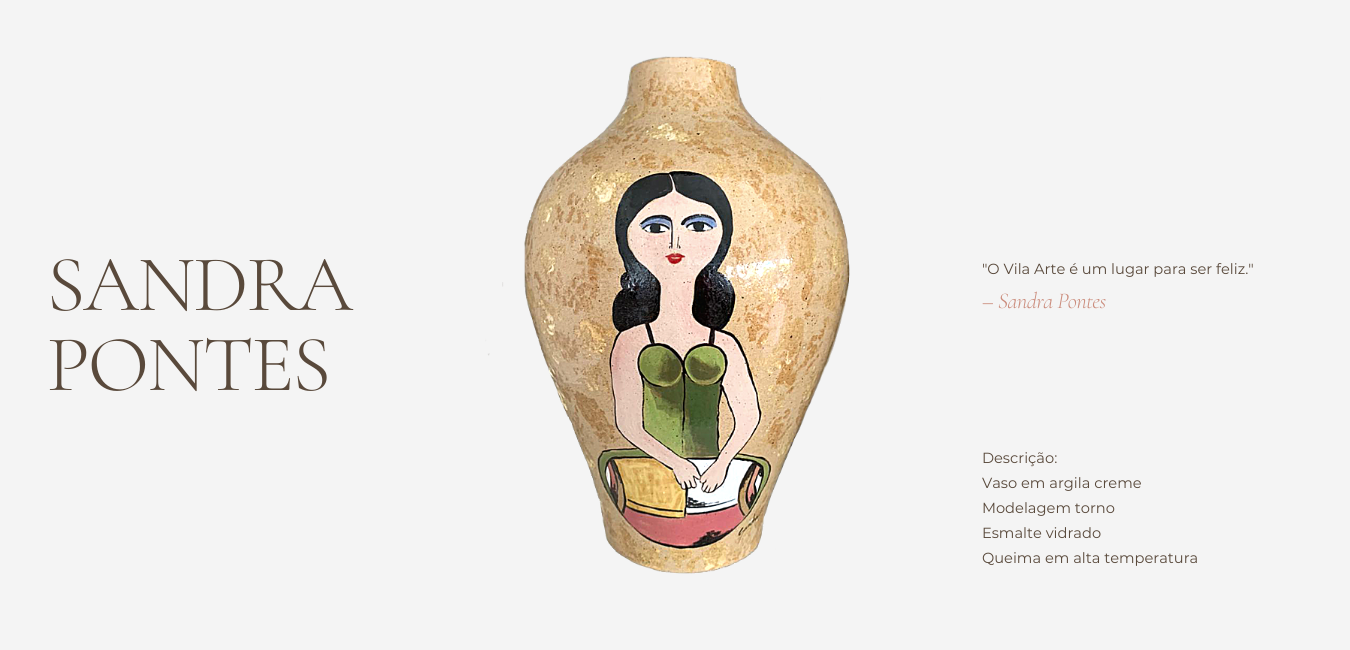 SANDRA
PONTES
"O Vila Arte é um lugar para ser feliz."
– Sandra Pontes
Descrição:
Vaso em argila creme
Modelagem torno
Esmalte vidrado
Queima em alta temperatura